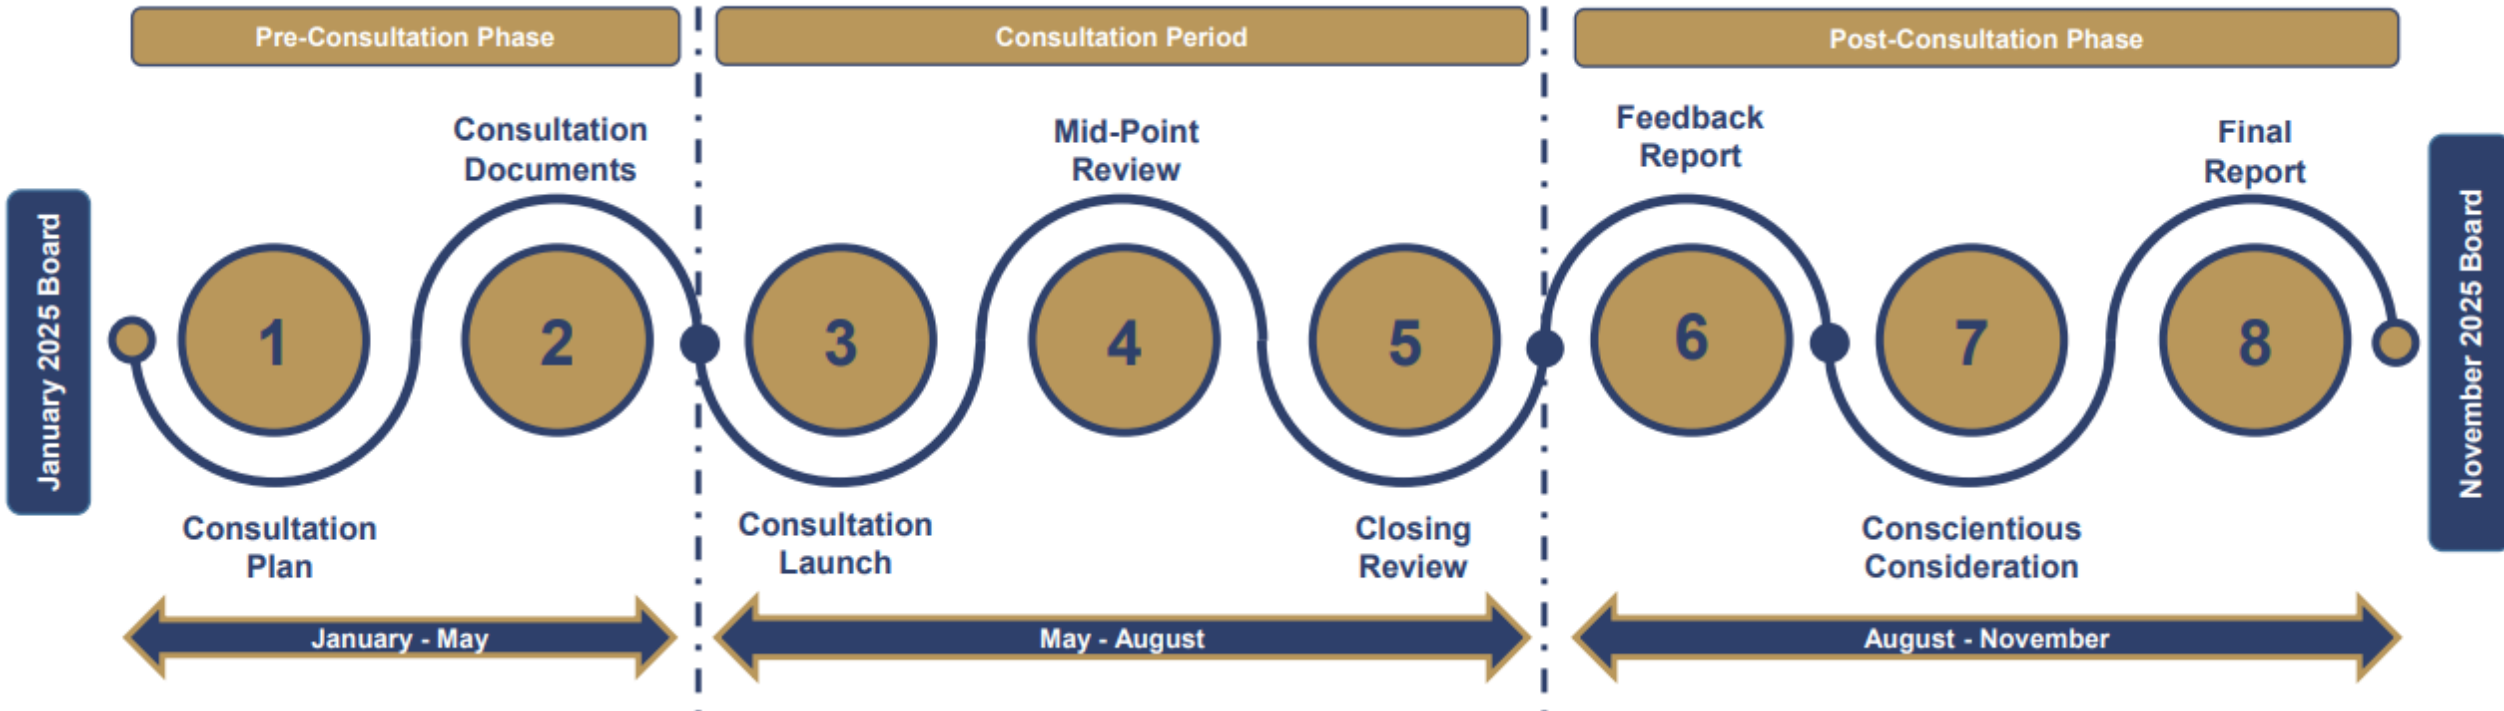 Pre-Consultation Phase
Consultation Period
Post-Consultation Phase
January 2025 Board
Consultation
Documents
Mid-Point
Review
Feedback
Report
Final
Report
1
2
3
4
5
6
7
8
Consultation
Plan
Consultation
Launch
Closing
Review
Conscientious
Consideration
November 2025 Board
January - May
May - August
August - November